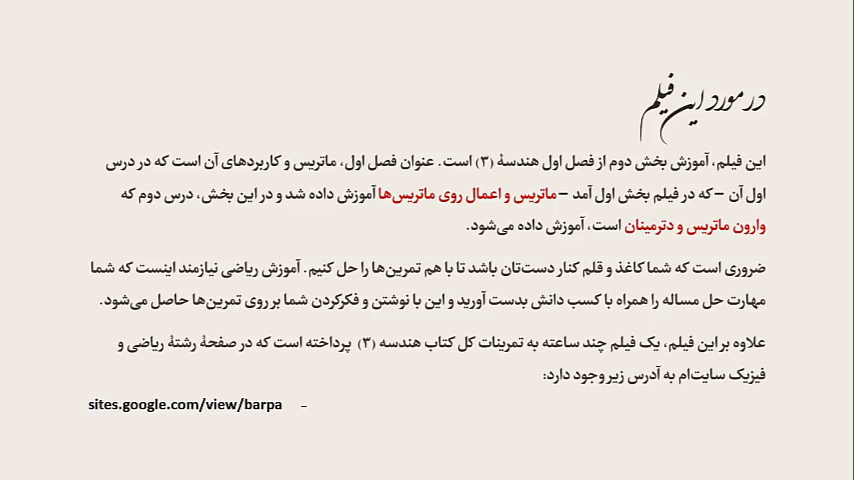 در مورد این فیلم
این فیلم، آموزش بخش دوم از فصل اول هندسهٔ (۳) است. عنوان فصل اول، ماتریس و کاربردهای آن است که در درس
اول آن – که در فیلم بخش اول آمد – ماتریس و اعمال روی ماتریس‌ها آموزش داده شد و در این بخش، درس دوم که
وارون ماتریس و دترمینان است، آموزش داده می‌شود.
ضروری است که شما کاغذ و قلم کنار دست‌تان باشد تا با هم تمرین‌ها را حل کنیم. آموزش ریاضی نیازمند اینست که شما
مهارت حل مساله را همراه با کسب دانش بدست آورید و این با نوشتن و فکرکردن شما بر روی تمرین‌ها حاصل می‌شود.
علاوه بر این فیلم، یک فیلم چند ساعته به تمرینات کل کتاب هندسه (۳) پرداخته است که در صفحهٔ رشتهٔ ریاضی و
فیزیک سایت‌ام به آدرس زیر وجود دارد:
- sites.google.com/view/barpa